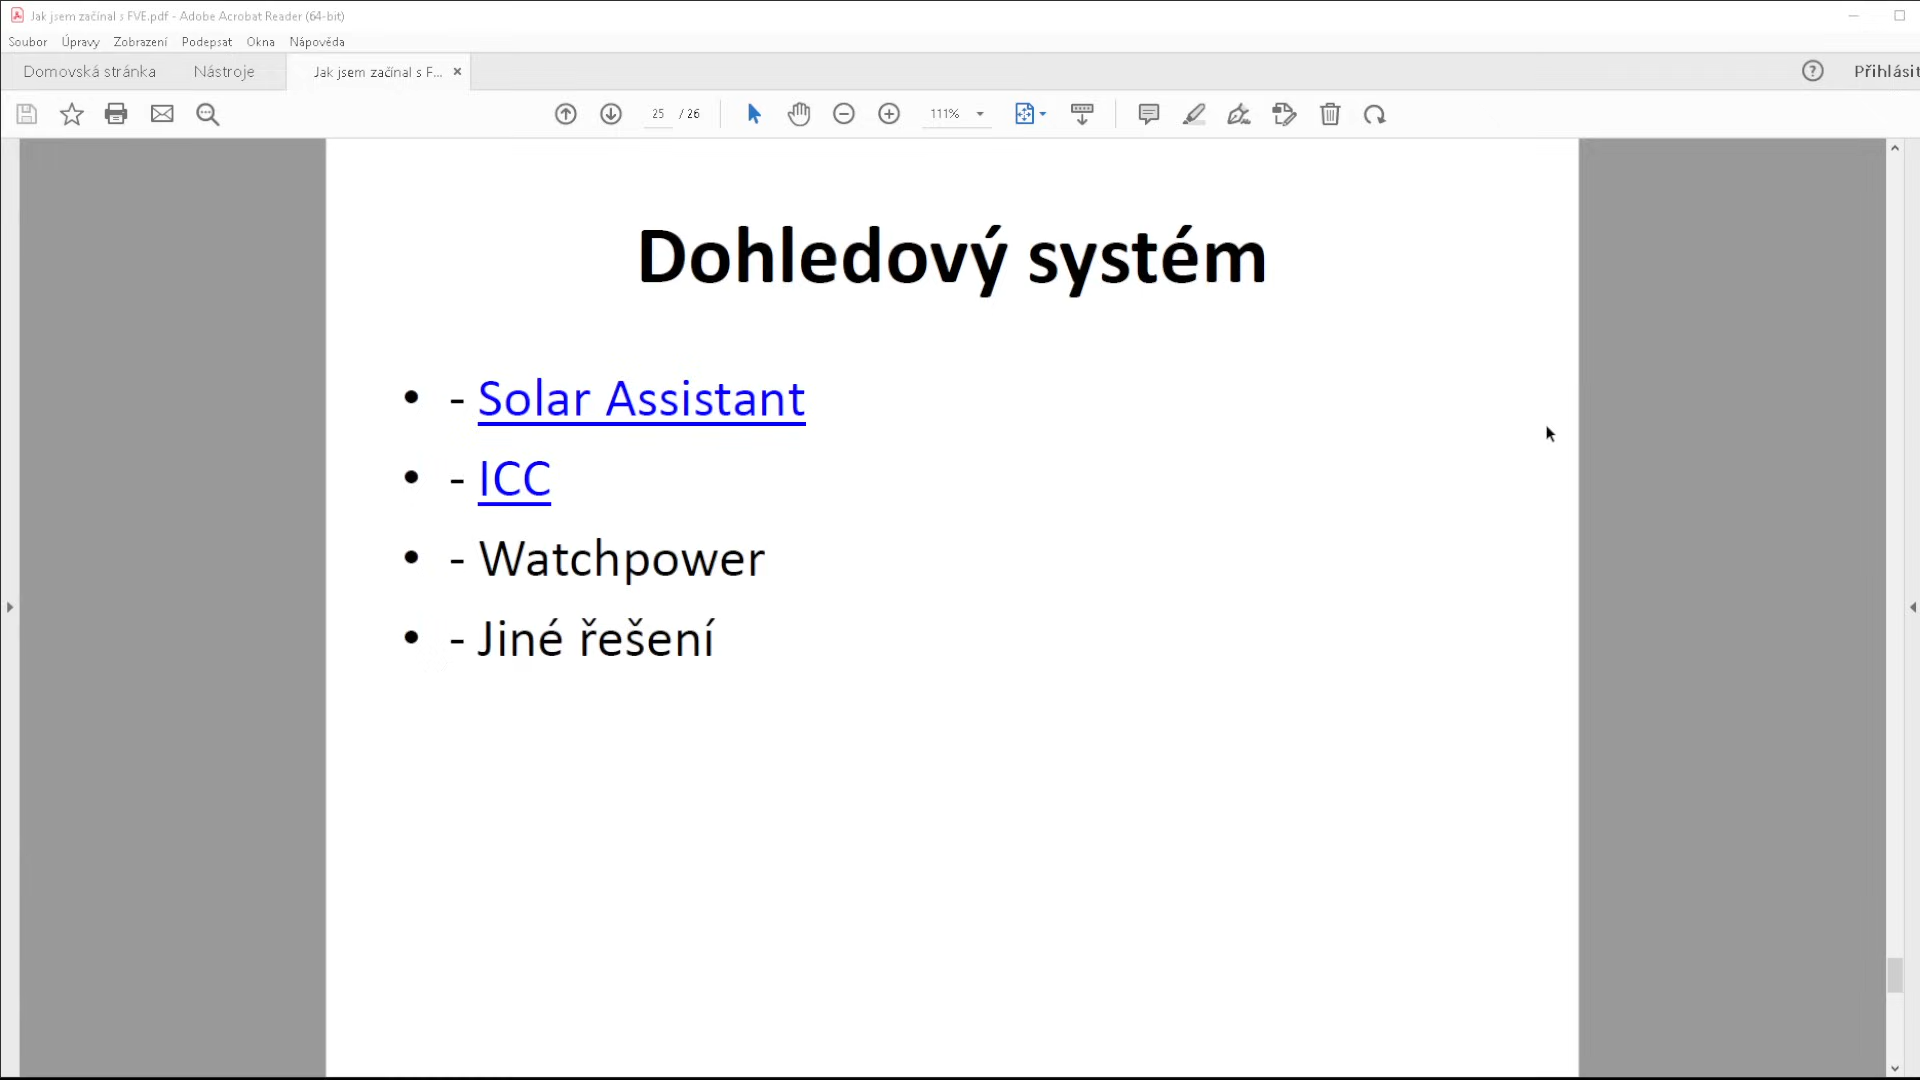 Jak jsem začínal s FVE.pdf - Adobe Acrobat Reader (64-bit)
Soubor Úpravy Zobrazení Podepsat Okna Nápověda
Domovská stránka Nástroje Jak jsem začínal s F... × Přihlásit
25 / 26 111%
Dohledový systém
• - Solar Assistant
• - ICC
• - Watchpower
• - Jiné řešení